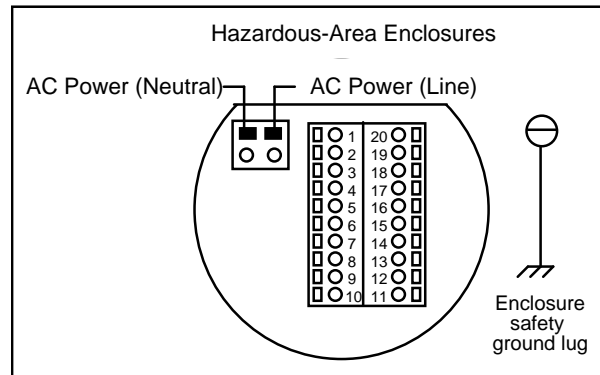 Hazardous-Area Enclosures
AC Power (Neutral) AC Power (Line)
1 20
2 19
3 18
4 17
5 16
6 15
7 14
8 13
9 12
10 11
Enclosure
safety
ground lug